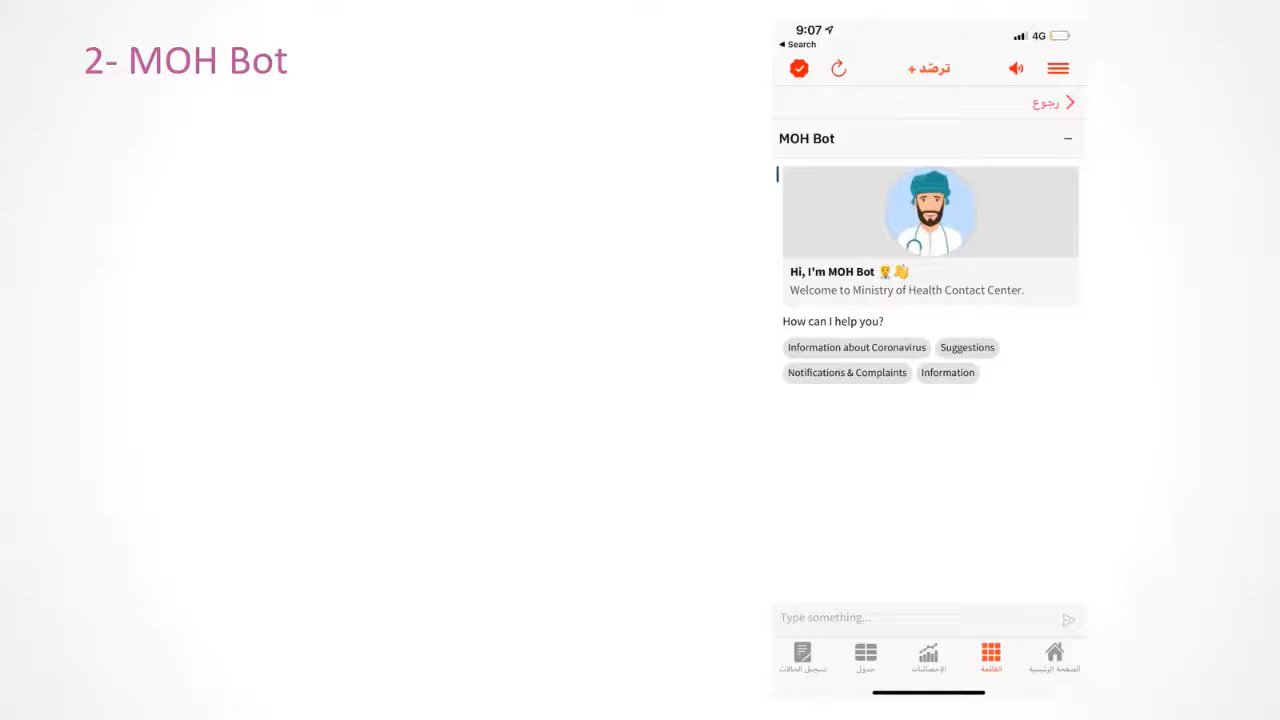 2- MOH Bot
9:07
4G
◄ Search
ترصّد +
رجوع
MOH Bot
Hi, I'm MOH Bot
Welcome to Ministry of Health Contact Center.
How can I help you?
Information about Coronavirus
Suggestions
Notifications & Complaints
Information
Type something...
الصفحة الرئيسية
القائمة
الإحصائيات
جدول
تسجيل الحالات